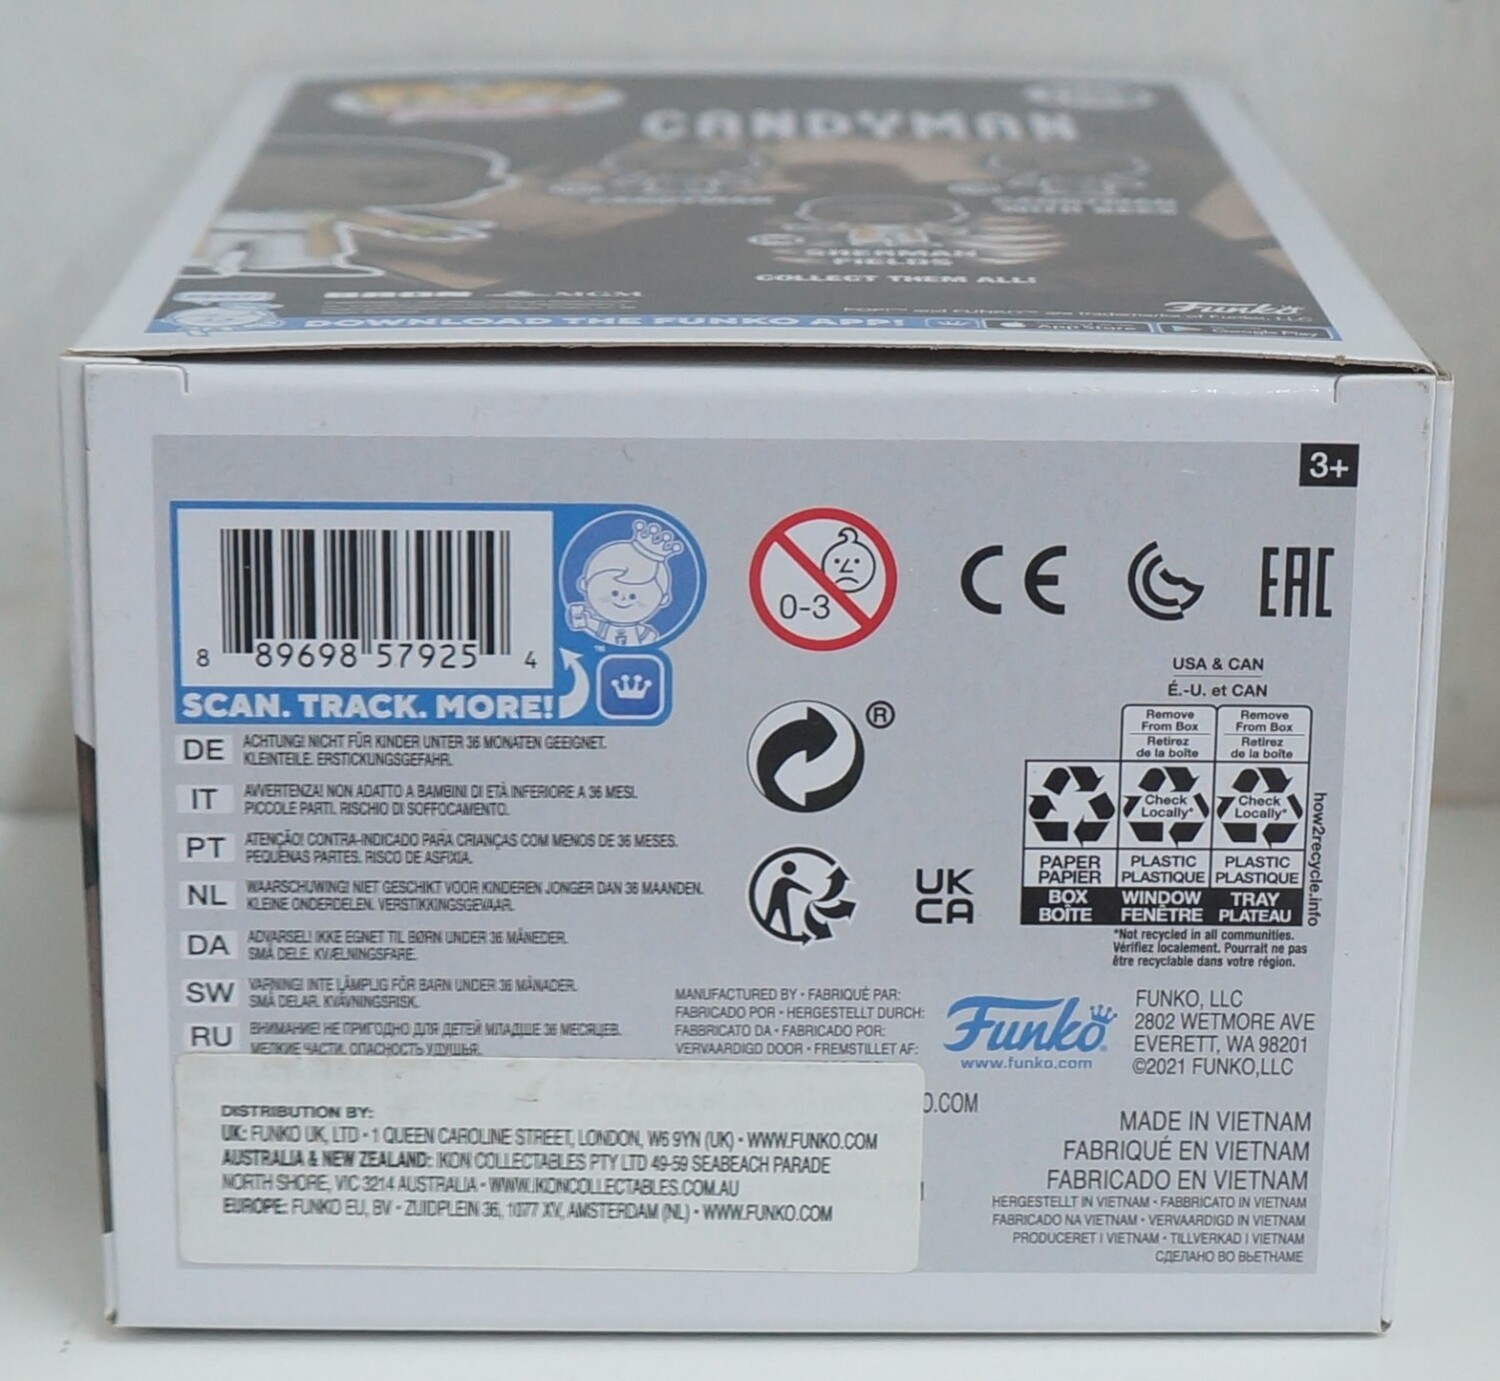 CANDYMAN
CANDYMAN
CANDYMAN
WITH BEES
SHERMAN
FIELDS
COLLECT THEM ALL!
BRON MGM
Funko
DOWNLOAD THE FUNKO APP!
App Store
Google Play
3+
8 89698 57925 4
SCAN. TRACK. MORE!
0-3
CE
EAC
USA & CAN
É.-U. et CAN
Remove
From Box
Retirez
de la boîte
Remove
From Box
Retirez
de la boîte
Check
Locally*
Check
Locally*
PAPER
PAPIER
PLASTIC
PLASTIQUE
PLASTIC
PLASTIQUE
BOX
BOÎTE
WINDOW
FENÊTRE
TRAY
PLATEAU
how2recycle.info
*Not recycled in all communities.
Vérifiez localement. Pourrait ne pas
être recyclable dans votre région.
®
UK
CA
DE ACHTUNG! NICHT FÜR KINDER UNTER 36 MONATEN GEEIGNET.
KLEINTEILE. ERSTICKUNGSGEFAHR.
IT AVVERTENZA! NON ADATTO A BAMBINI DI ETÀ INFERIORE A 36 MESI.
PICCOLE PARTI. RISCHIO DI SOFFOCAMENTO.
PT ATENÇÃO! CONTRA-INDICADO PARA CRIANÇAS COM MENOS DE 36 MESES.
PEQUENAS PARTES. RISCO DE ASFIXIA.
NL WAARSCHUWING! NIET GESCHIKT VOOR KINDEREN JONGER DAN 36 MAANDEN.
KLEINE ONDERDELEN. VERSTIKKINGSGEVAAR.
DA ADVARSEL! IKKE EGNET TIL BØRN UNDER 36 MÅNEDER.
SMÅ DELE. KVÆLNINGSFARE.
SW VARNING! INTE LÄMPLIG FÖR BARN UNDER 36 MÅNADER.
SMÅ DELAR. KVÄVNINGSRISK.
RU ВНИМАНИЕ! НЕ ПРИГОДНО ДЛЯ ДЕТЕЙ МЛАДШЕ 36 МЕСЯЦЕВ.
МЕЛКИЕ ЧАСТИ. ОПАСНОСТЬ УДУШЬЯ.
MANUFACTURED BY • FABRIQUÉ PAR:
FABRICADO POR • HERGESTELLT DURCH:
FABBRICATO DA • FABRICADO POR:
VERVAARDIGD DOOR • FREMSTILLET AF:
Funko
www.funko.com
FUNKO, LLC
2802 WETMORE AVE
EVERETT, WA 98201
©2021 FUNKO,LLC
O.COM
DISTRIBUTION BY:
UK: FUNKO UK, LTD • 1 QUEEN CAROLINE STREET, LONDON, W6 9YN (UK) • WWW.FUNKO.COM
AUSTRALIA & NEW ZEALAND: IKON COLLECTABLES PTY LTD 49-59 SEABEACH PARADE
NORTH SHORE, VIC 3214 AUSTRALIA • WWW.IKONCOLLECTABLES.COM.AU
EUROPE: FUNKO EU, BV • ZUIDPLEIN 36, 1077 XV, AMSTERDAM (NL) • WWW.FUNKO.COM
MADE IN VIETNAM
FABRIQUÉ EN VIETNAM
FABRICADO EN VIETNAM
HERGESTELLT IN VIETNAM • FABBRICATO IN VIETNAM
FABRICADO NA VIETNAM • VERVAARDIGD IN VIETNAM
PRODUCERET I VIETNAM • TILLVERKAD I VIETNAM
СДЕЛАНО ВО ВЬЕТНАМЕ